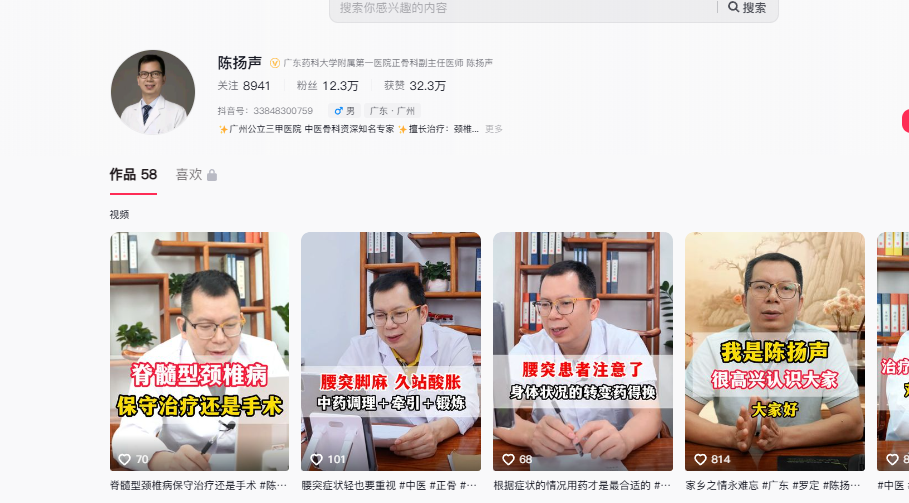 搜索你感兴趣的内容
搜索
陈扬声
广东药科大学附属第一医院正骨科副主任医师 陈扬声
关注 8941 粉丝 12.3万 获赞 32.3万
抖音号：33848300759 男 广东·广州
✨广州公立三甲医院 中医骨科资深知名专家 ✨擅长治疗：颈椎... 更多
作品 58 喜欢
视频
脊髓型颈椎病
保守治疗还是手术
70
脊髓型颈椎病保守治疗还是手术 #陈…
腰突脚麻 久站酸胀
中药调理＋牵引＋锻炼
101
腰突症状轻也要重视 #中医 #正骨 #…
腰突患者注意了
身体状况的转变药得换
68
根据症状的情况用药才是最合适的 #…
我是陈扬声
很高兴认识大家
大家好
814
家乡之情永难忘 #广东 #罗定 #陈扬…
治疗
8
#中医